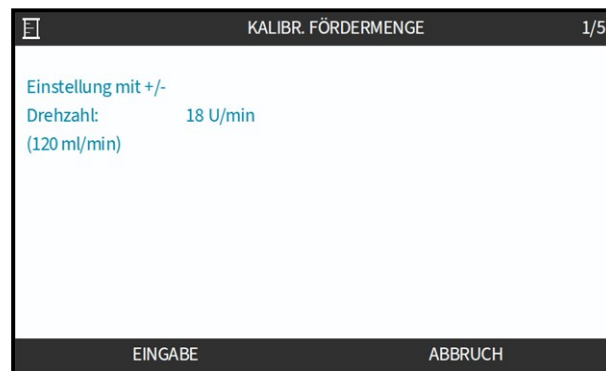 KALIBR. FÖRDERMENGE 1/5
Einstellung mit +/-
Drehzahl: 18 U/min
(120 ml/min)
EINGABE ABBRUCH